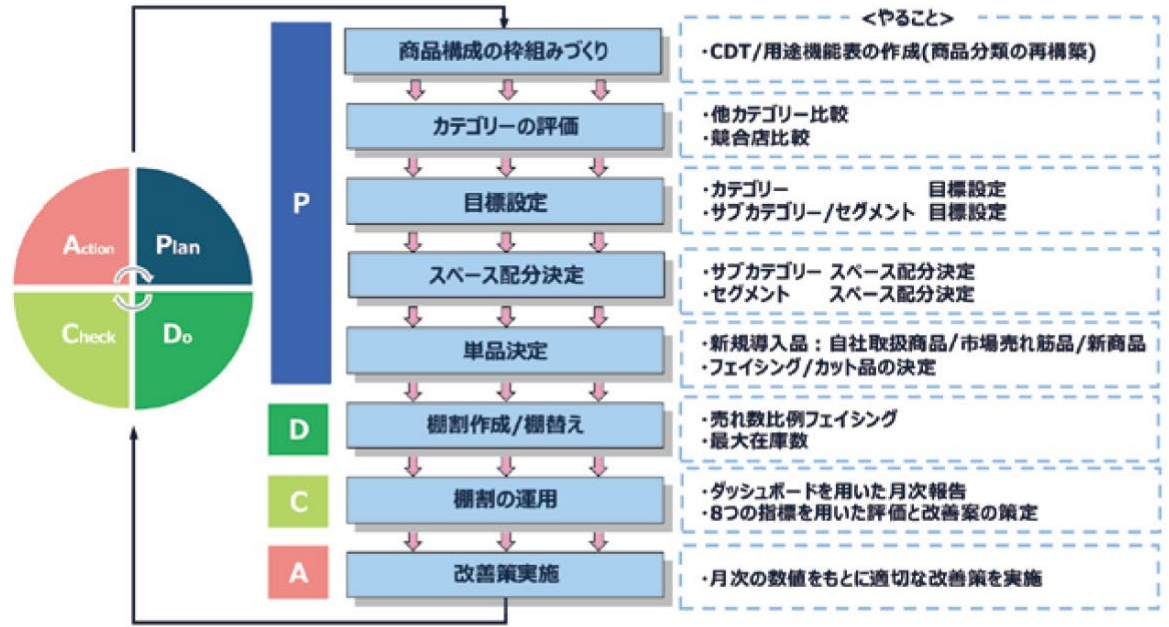 <やること>
商品構成の枠組みづくり
・CDT/用途機能表の作成(商品分類の再構築)
カテゴリーの評価
・他カテゴリー比較
・競合店比較
P
目標設定
・カテゴリー 目標設定
・サブカテゴリー/セグメント 目標設定
Action
Plan
スペース配分決定
・サブカテゴリー スペース配分決定
・セグメント スペース配分決定
Check
Do
単品決定
・新規導入品:自社取扱商品/市場売れ筋品/新商品
・フェイシング/カット品の決定
D
棚割作成/棚替え
・売れ数比例フェイシング
・最大在庫数
C
棚割の運用
・ダッシュボードを用いた月次報告
・8つの指標を用いた評価と改善案の策定
A
改善策実施
・月次の数値をもとに適切な改善策を実施